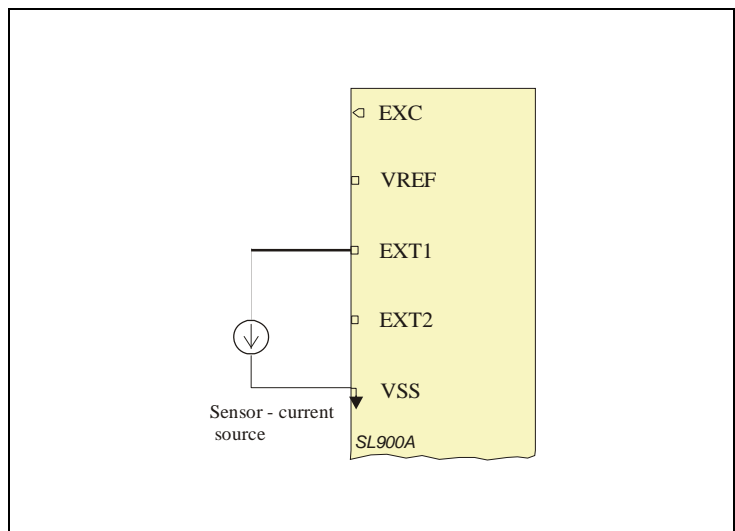 EXC
VREF
EXT1
EXT2
VSS
Sensor - current
source
SL900A